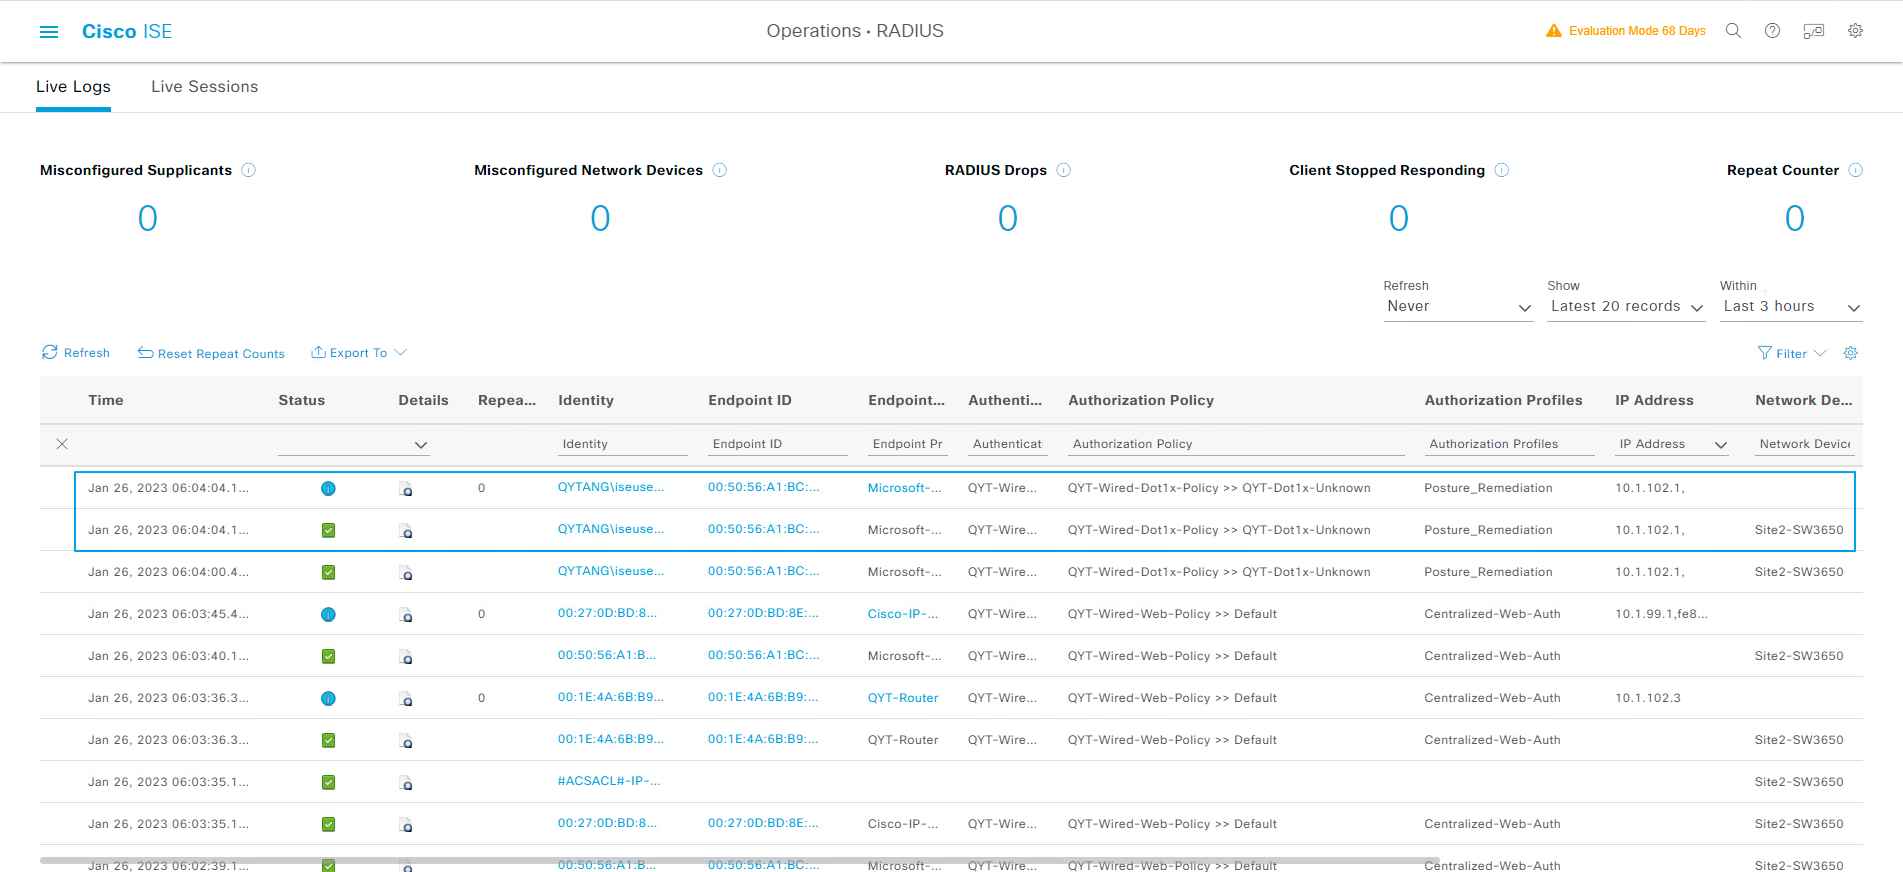 Cisco ISE Operations · RADIUS Evaluation Mode 68 Days
Live Logs Live Sessions
Misconfigured Supplicants Misconfigured Network Devices RADIUS Drops Client Stopped Responding Repeat Counter
0 0 0 0 0
Refresh Show Within
Never Latest 20 records Last 3 hours
Refresh Reset Repeat Counts Export To Filter
Time Status Details Repea... Identity Endpoint ID Endpoint... Authenti... Authorization Policy Authorization Profiles IP Address Network De...
Identity Endpoint ID Endpoint Pr Authenticat Authorization Policy Authorization Profiles IP Address Network Device
Jan 26, 2023 06:04:04.1... 0 QYTANG\iseuse... 00:50:56:A1:BC:... Microsoft-... QYT-Wire... QYT-Wired-Dot1x-Policy >> QYT-Dot1x-Unknown Posture_Remediation 10.1.102.1,
Jan 26, 2023 06:04:04.1... QYTANG\iseuse... 00:50:56:A1:BC:... Microsoft-... QYT-Wire... QYT-Wired-Dot1x-Policy >> QYT-Dot1x-Unknown Posture_Remediation 10.1.102.1, Site2-SW3650
Jan 26, 2023 06:04:00.4... QYTANG\iseuse... 00:50:56:A1:BC:... Microsoft-... QYT-Wire... QYT-Wired-Dot1x-Policy >> QYT-Dot1x-Unknown Posture_Remediation 10.1.102.1, Site2-SW3650
Jan 26, 2023 06:03:45.4... 0 00:27:0D:BD:8... 00:27:0D:BD:8E:... Cisco-IP-... QYT-Wire... QYT-Wired-Web-Policy >> Default Centralized-Web-Auth 10.1.99.1,fe8...
Jan 26, 2023 06:03:40.1... 00:50:56:A1:B... 00:50:56:A1:BC:... Microsoft-... QYT-Wire... QYT-Wired-Web-Policy >> Default Centralized-Web-Auth Site2-SW3650
Jan 26, 2023 06:03:36.3... 0 00:1E:4A:6B:B9... 00:1E:4A:6B:B9:... QYT-Router QYT-Wire... QYT-Wired-Web-Policy >> Default Centralized-Web-Auth 10.1.102.3
Jan 26, 2023 06:03:36.3... 00:1E:4A:6B:B9... 00:1E:4A:6B:B9:... QYT-Router QYT-Wire... QYT-Wired-Web-Policy >> Default Centralized-Web-Auth Site2-SW3650
Jan 26, 2023 06:03:35.1... #ACSACL#-IP-... Site2-SW3650
Jan 26, 2023 06:03:35.1... 00:27:0D:BD:8... 00:27:0D:BD:8E:... Cisco-IP-... QYT-Wire... QYT-Wired-Web-Policy >> Default Centralized-Web-Auth Site2-SW3650
Jan 26, 2023 06:02:39.1... 00:50:56:A1:B... 00:50:56:A1:BC:... Microsoft-... QYT-Wire... QYT-Wired-Web-Policy >> Default Centralized-Web-Auth Site2-SW3650